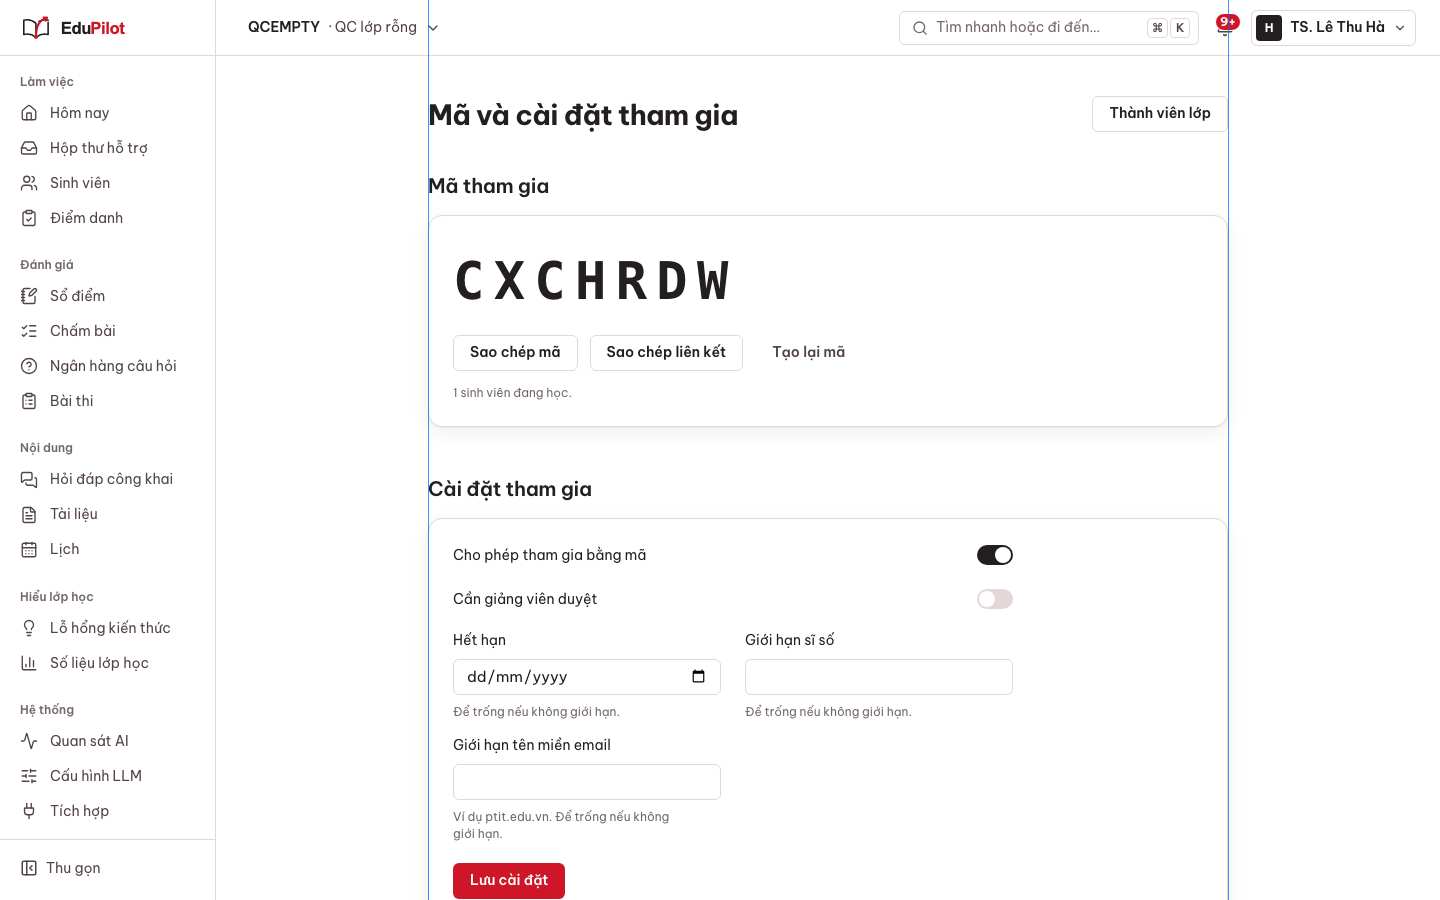 EduPilot
QCEMPTY · QC lớp rỗng
Tìm nhanh hoặc đi đến...
⌘ K
9+
H TS. Lê Thu Hà
Làm việc
Hôm nay
Hộp thư hỗ trợ
Sinh viên
Điểm danh
Đánh giá
Sổ điểm
Chấm bài
Ngân hàng câu hỏi
Bài thi
Nội dung
Hỏi đáp công khai
Tài liệu
Lịch
Hiểu lớp học
Lỗ hổng kiến thức
Số liệu lớp học
Hệ thống
Quan sát AI
Cấu hình LLM
Tích hợp
Thu gọn
Mã và cài đặt tham gia
Thành viên lớp
Mã tham gia
CXCHRDW
Sao chép mã
Sao chép liên kết
Tạo lại mã
1 sinh viên đang học.
Cài đặt tham gia
Cho phép tham gia bằng mã
Cần giảng viên duyệt
Hết hạn
dd/mm/yyyy
Để trống nếu không giới hạn.
Giới hạn sĩ số
Để trống nếu không giới hạn.
Giới hạn tên miền email
Ví dụ ptit.edu.vn. Để trống nếu không
giới hạn.
Lưu cài đặt